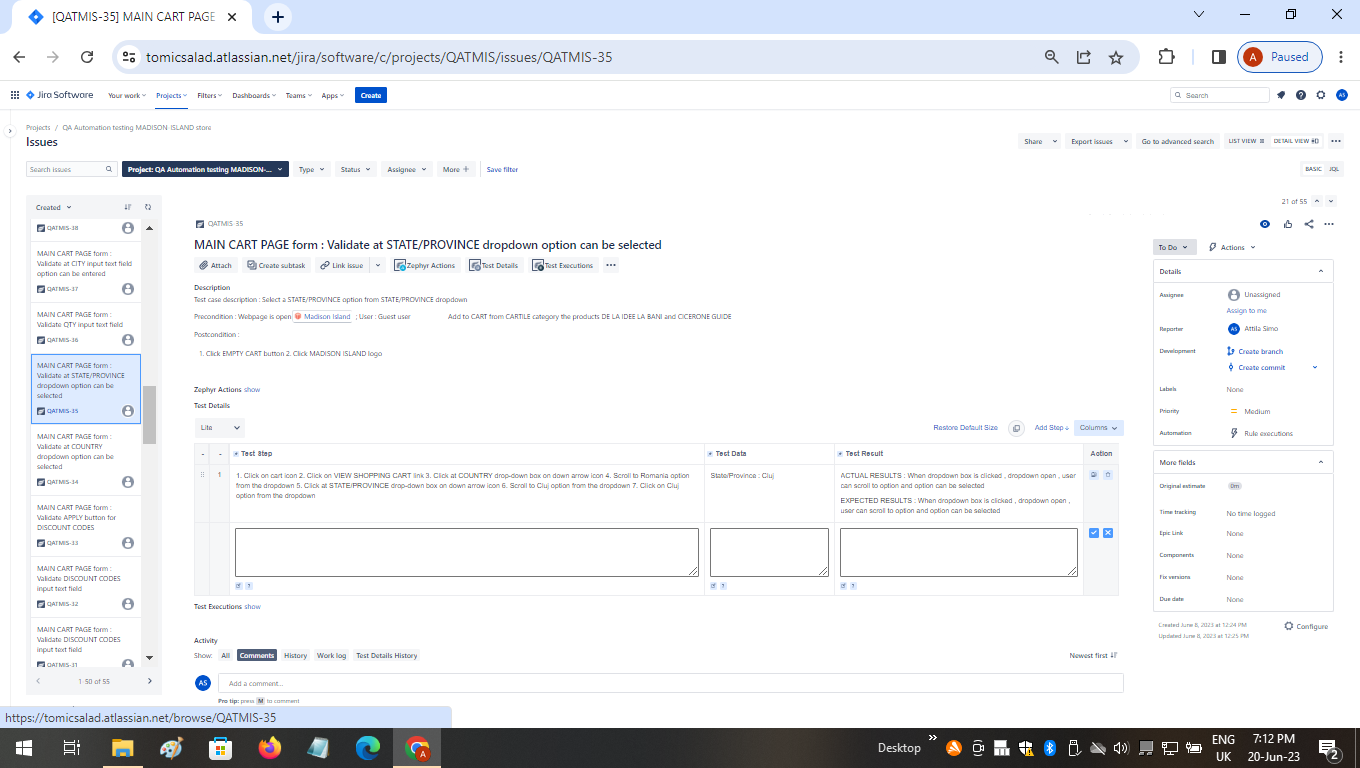 [QATMIS-35] MAIN CART PAGE
tomicsalad.atlassian.net/jira/software/c/projects/QATMIS/issues/QATMIS-35
A Paused
Jira Software Your work Projects Filters Dashboards Teams Apps Create Search AS
Projects / QA Automation testing MADISON ISLAND store
Issues
Share Export issues Go to advanced search LIST VIEW DETAIL VIEW
Search issues Project: QA Automation testing MADISON-... Type Status Assignee More + Save filter BASIC JQL
Created
QATMIS-38
MAIN CART PAGE form :
Validate at CITY input text field
option can be entered
QATMIS-37
MAIN CART PAGE form :
Validate QTY input text field
QATMIS-36
MAIN CART PAGE form :
Validate at STATE/PROVINCE
dropdown option can be
selected
QATMIS-35
MAIN CART PAGE form :
Validate at COUNTRY
dropdown option can be
selected
QATMIS-34
MAIN CART PAGE form :
Validate APPLY button for
DISCOUNT CODES
QATMIS-33
MAIN CART PAGE form :
Validate DISCOUNT CODES
input text field
QATMIS-32
MAIN CART PAGE form :
Validate DISCOUNT CODES
input text field
QATMIS-31
1-50 of 55
21 of 55
QATMIS-35
MAIN CART PAGE form : Validate at STATE/PROVINCE dropdown option can be selected
Attach Create subtask Link issue Zephyr Actions Test Details Test Executions
Description
Test case description : Select a STATE/PROVINCE option from STATE/PROVINCE dropdown
Precondition : Webpage is open Madison Island ; User : Guest user Add to CART from CARTILE category the products DE LA IDEE LA BANI and CICERONE GUIDE
Postcondition :
1. Click EMPTY CART button 2. Click MADISON ISLAND logo
Zephyr Actions show
Test Details
Lite Restore Default Size Add Step Columns
- - Test Step Test Data Test Result Action
1 1. Click on cart icon 2. Click on VIEW SHOPPING CART link 3. Click at COUNTRY drop-down box on down arrow icon 4. Scroll to Romania option
from the dropdown 5. Click at STATE/PROVINCE drop-down box on down arrow icon 6. Scroll to Cluj option from the dropdown 7. Click on Cluj
option from the dropdown
State/Province : Cluj
ACTUAL RESULTS : When dropdown box is clicked , dropdown open , user
can scroll to option and option can be selected
EXPECTED RESULTS : When dropdown box is clicked , dropdown open ,
user can scroll to option and option can be selected
Test Executions show
Activity
Show: All Comments History Work log Test Details History Newest first
AS Add a comment...
Pro tip: press M to comment
To Do Actions
Details
Assignee Unassigned
Assign to me
Reporter AS Attila Simo
Development Create branch
Create commit
Labels None
Priority Medium
Automation Rule executions
More fields
Original estimate 0m
Time tracking No time logged
Epic Link None
Components None
Fix versions None
Due date None
Created June 8, 2023 at 12:24 PM
Updated June 8, 2023 at 12:25 PM
Configure
https://tomicsalad.atlassian.net/browse/QATMIS-35
Desktop
ENG
UK
7:12 PM
20-Jun-23
2